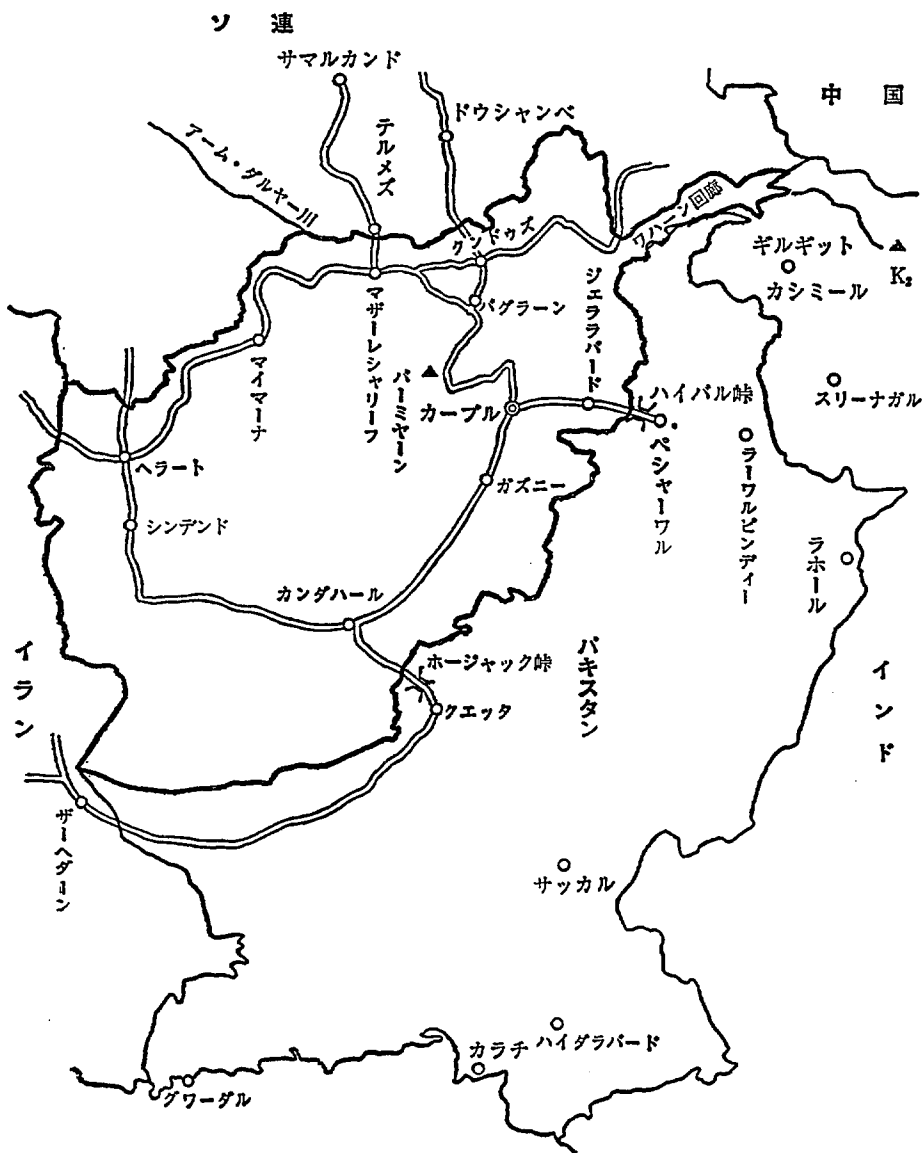 ソ連
サマルカンド
中国
ドウシャンベ
テルメズ
アーム・ダルヤー川
ワハーン回廊
クンドゥズ
ギルギット
カシミール
K₂
バグラーン
ジェララバード
マザーレシャリーフ
マイマーナ
バーミヤーン
カーブル
ハイバル峠
スリーナガル
ペシャーワル
ラーワルピンディー
ヘラート
ガズニー
シンデンド
ラホール
カンダハール
イラン
ホージャック峠
パキスタン
インド
クエッタ
ザーヘダーン
サッカル
カラチ
ハイダラバード
グワーダル